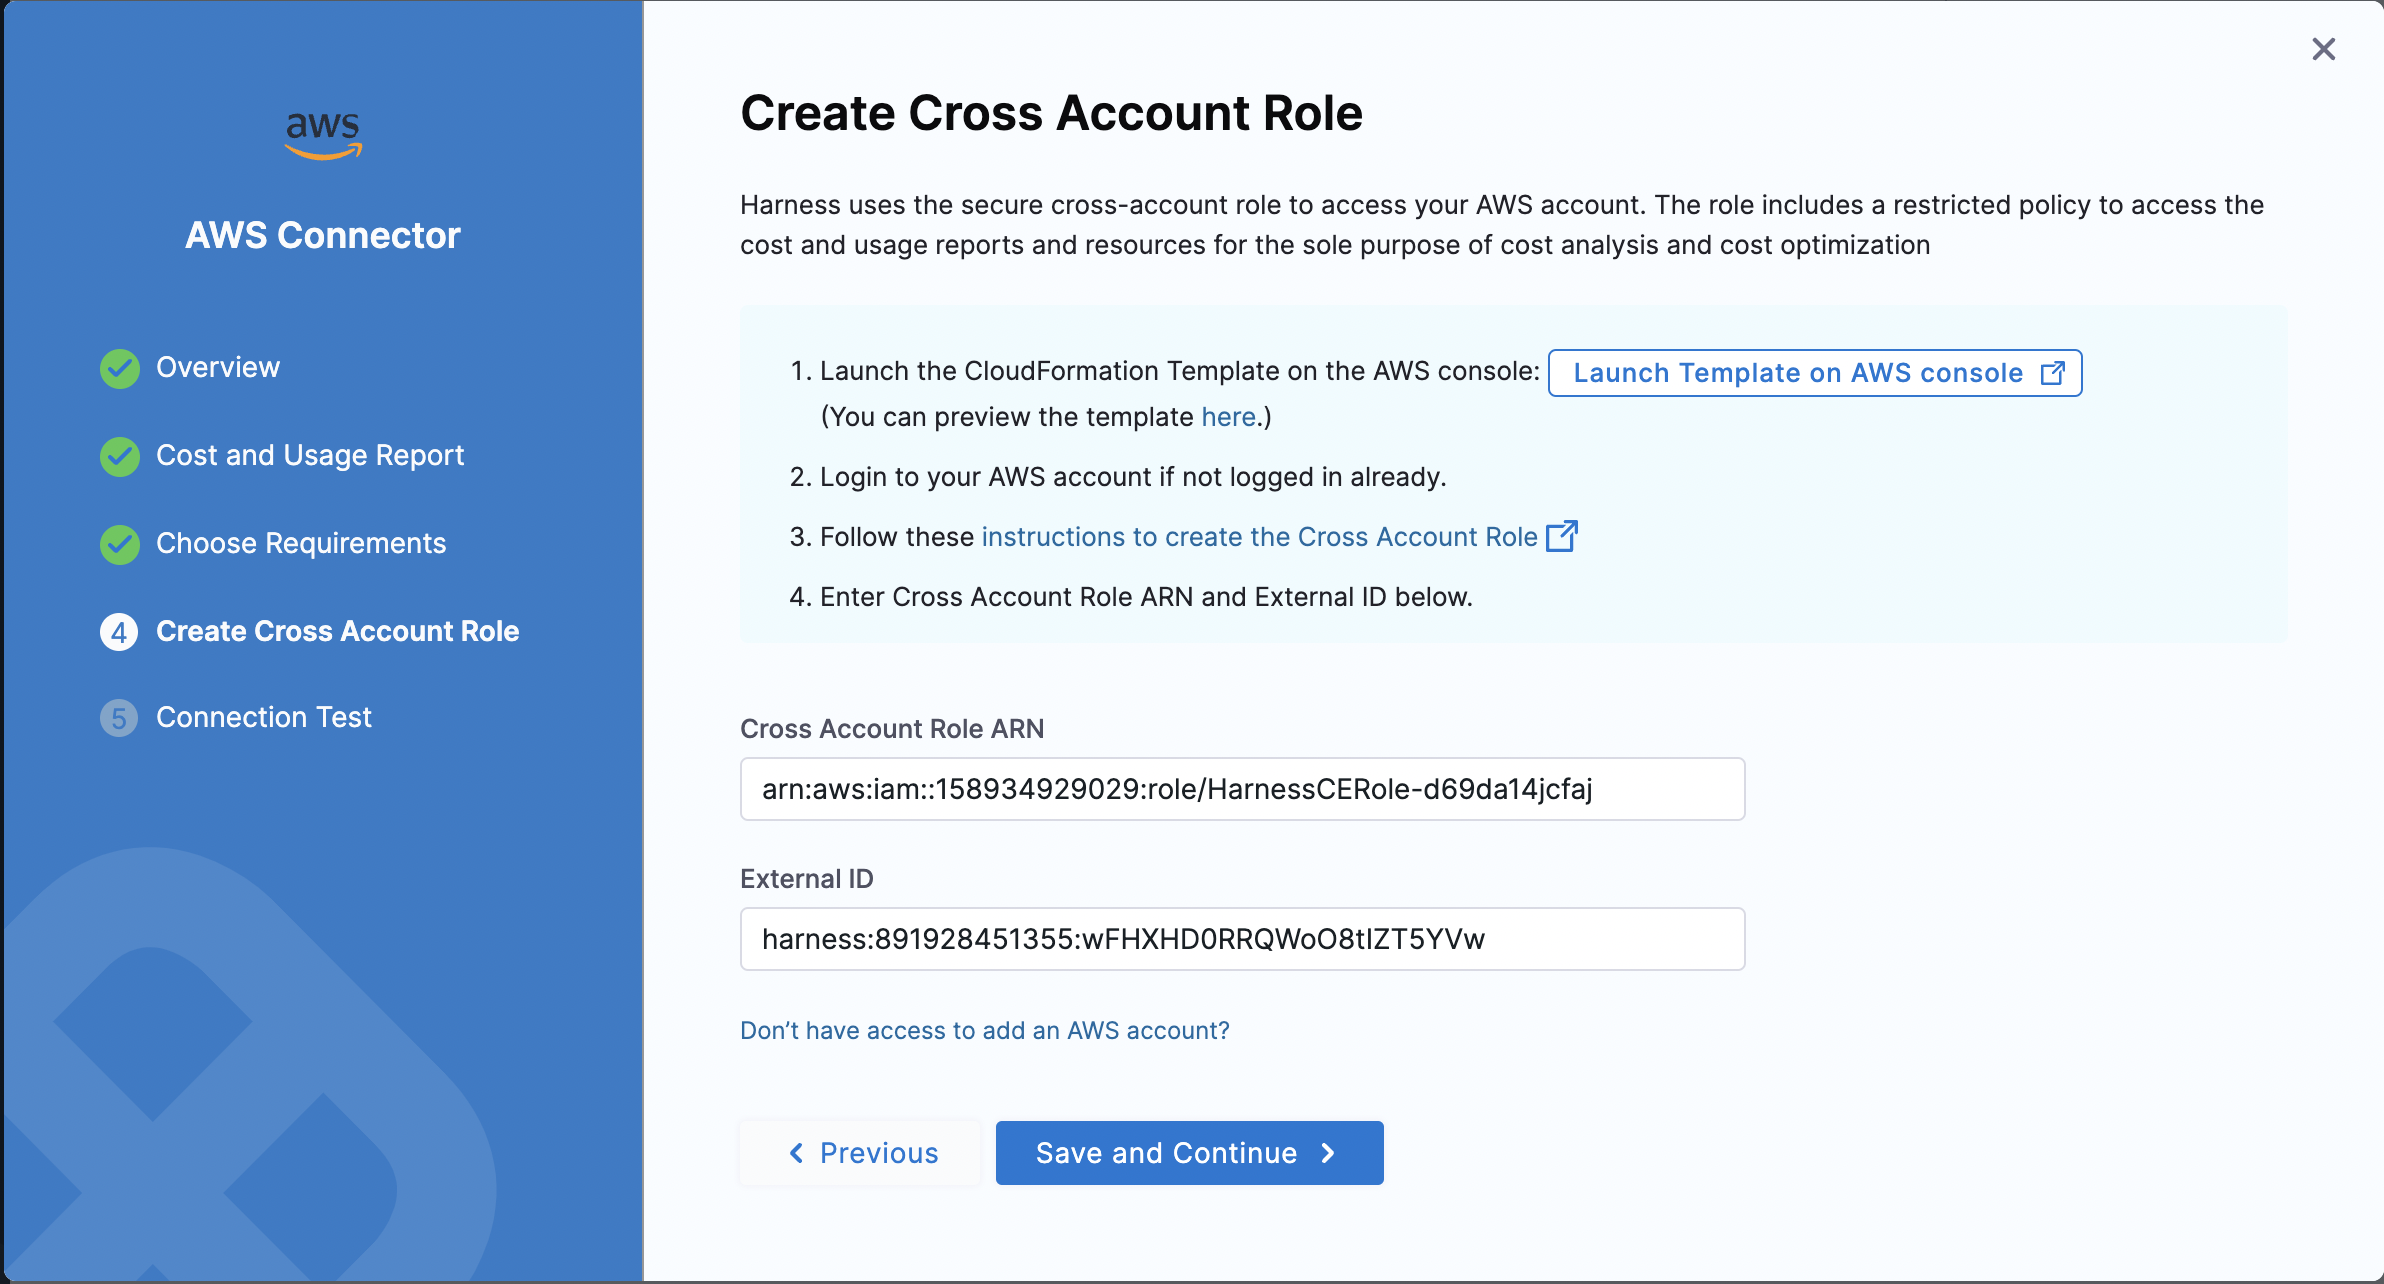 aws
AWS Connector
Overview
Cost and Usage Report
Choose Requirements
4 Create Cross Account Role
5 Connection Test
Create Cross Account Role
Harness uses the secure cross-account role to access your AWS account. The role includes a restricted policy to access the
cost and usage reports and resources for the sole purpose of cost analysis and cost optimization
1. Launch the CloudFormation Template on the AWS console: Launch Template on AWS console
(You can preview the template here.)
2. Login to your AWS account if not logged in already.
3. Follow these instructions to create the Cross Account Role
4. Enter Cross Account Role ARN and External ID below.
Cross Account Role ARN
arn:aws:iam::158934929029:role/HarnessCERole-d69da14jcfaj
External ID
harness:891928451355:wFHXHD0RRQWoO8tIZT5YVw
Don’t have access to add an AWS account?
Previous
Save and Continue